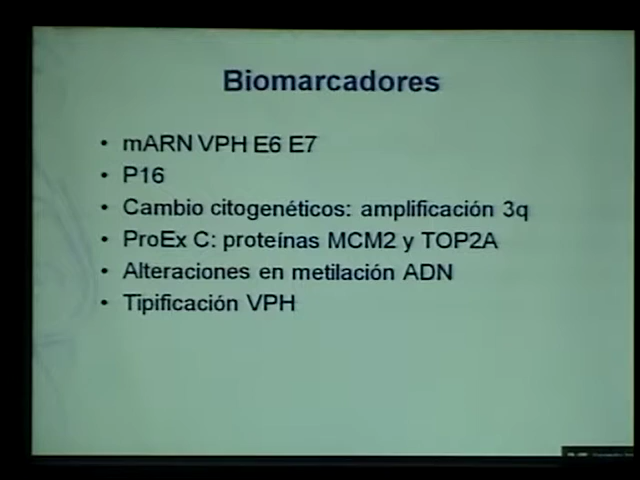 Biomarcadores
• mARN VPH E6 E7
• P16
• Cambio citogenéticos: amplificación 3q
• ProEx C: proteínas MCM2 y TOP2A
• Alteraciones en metilación ADN
• Tipificación VPH